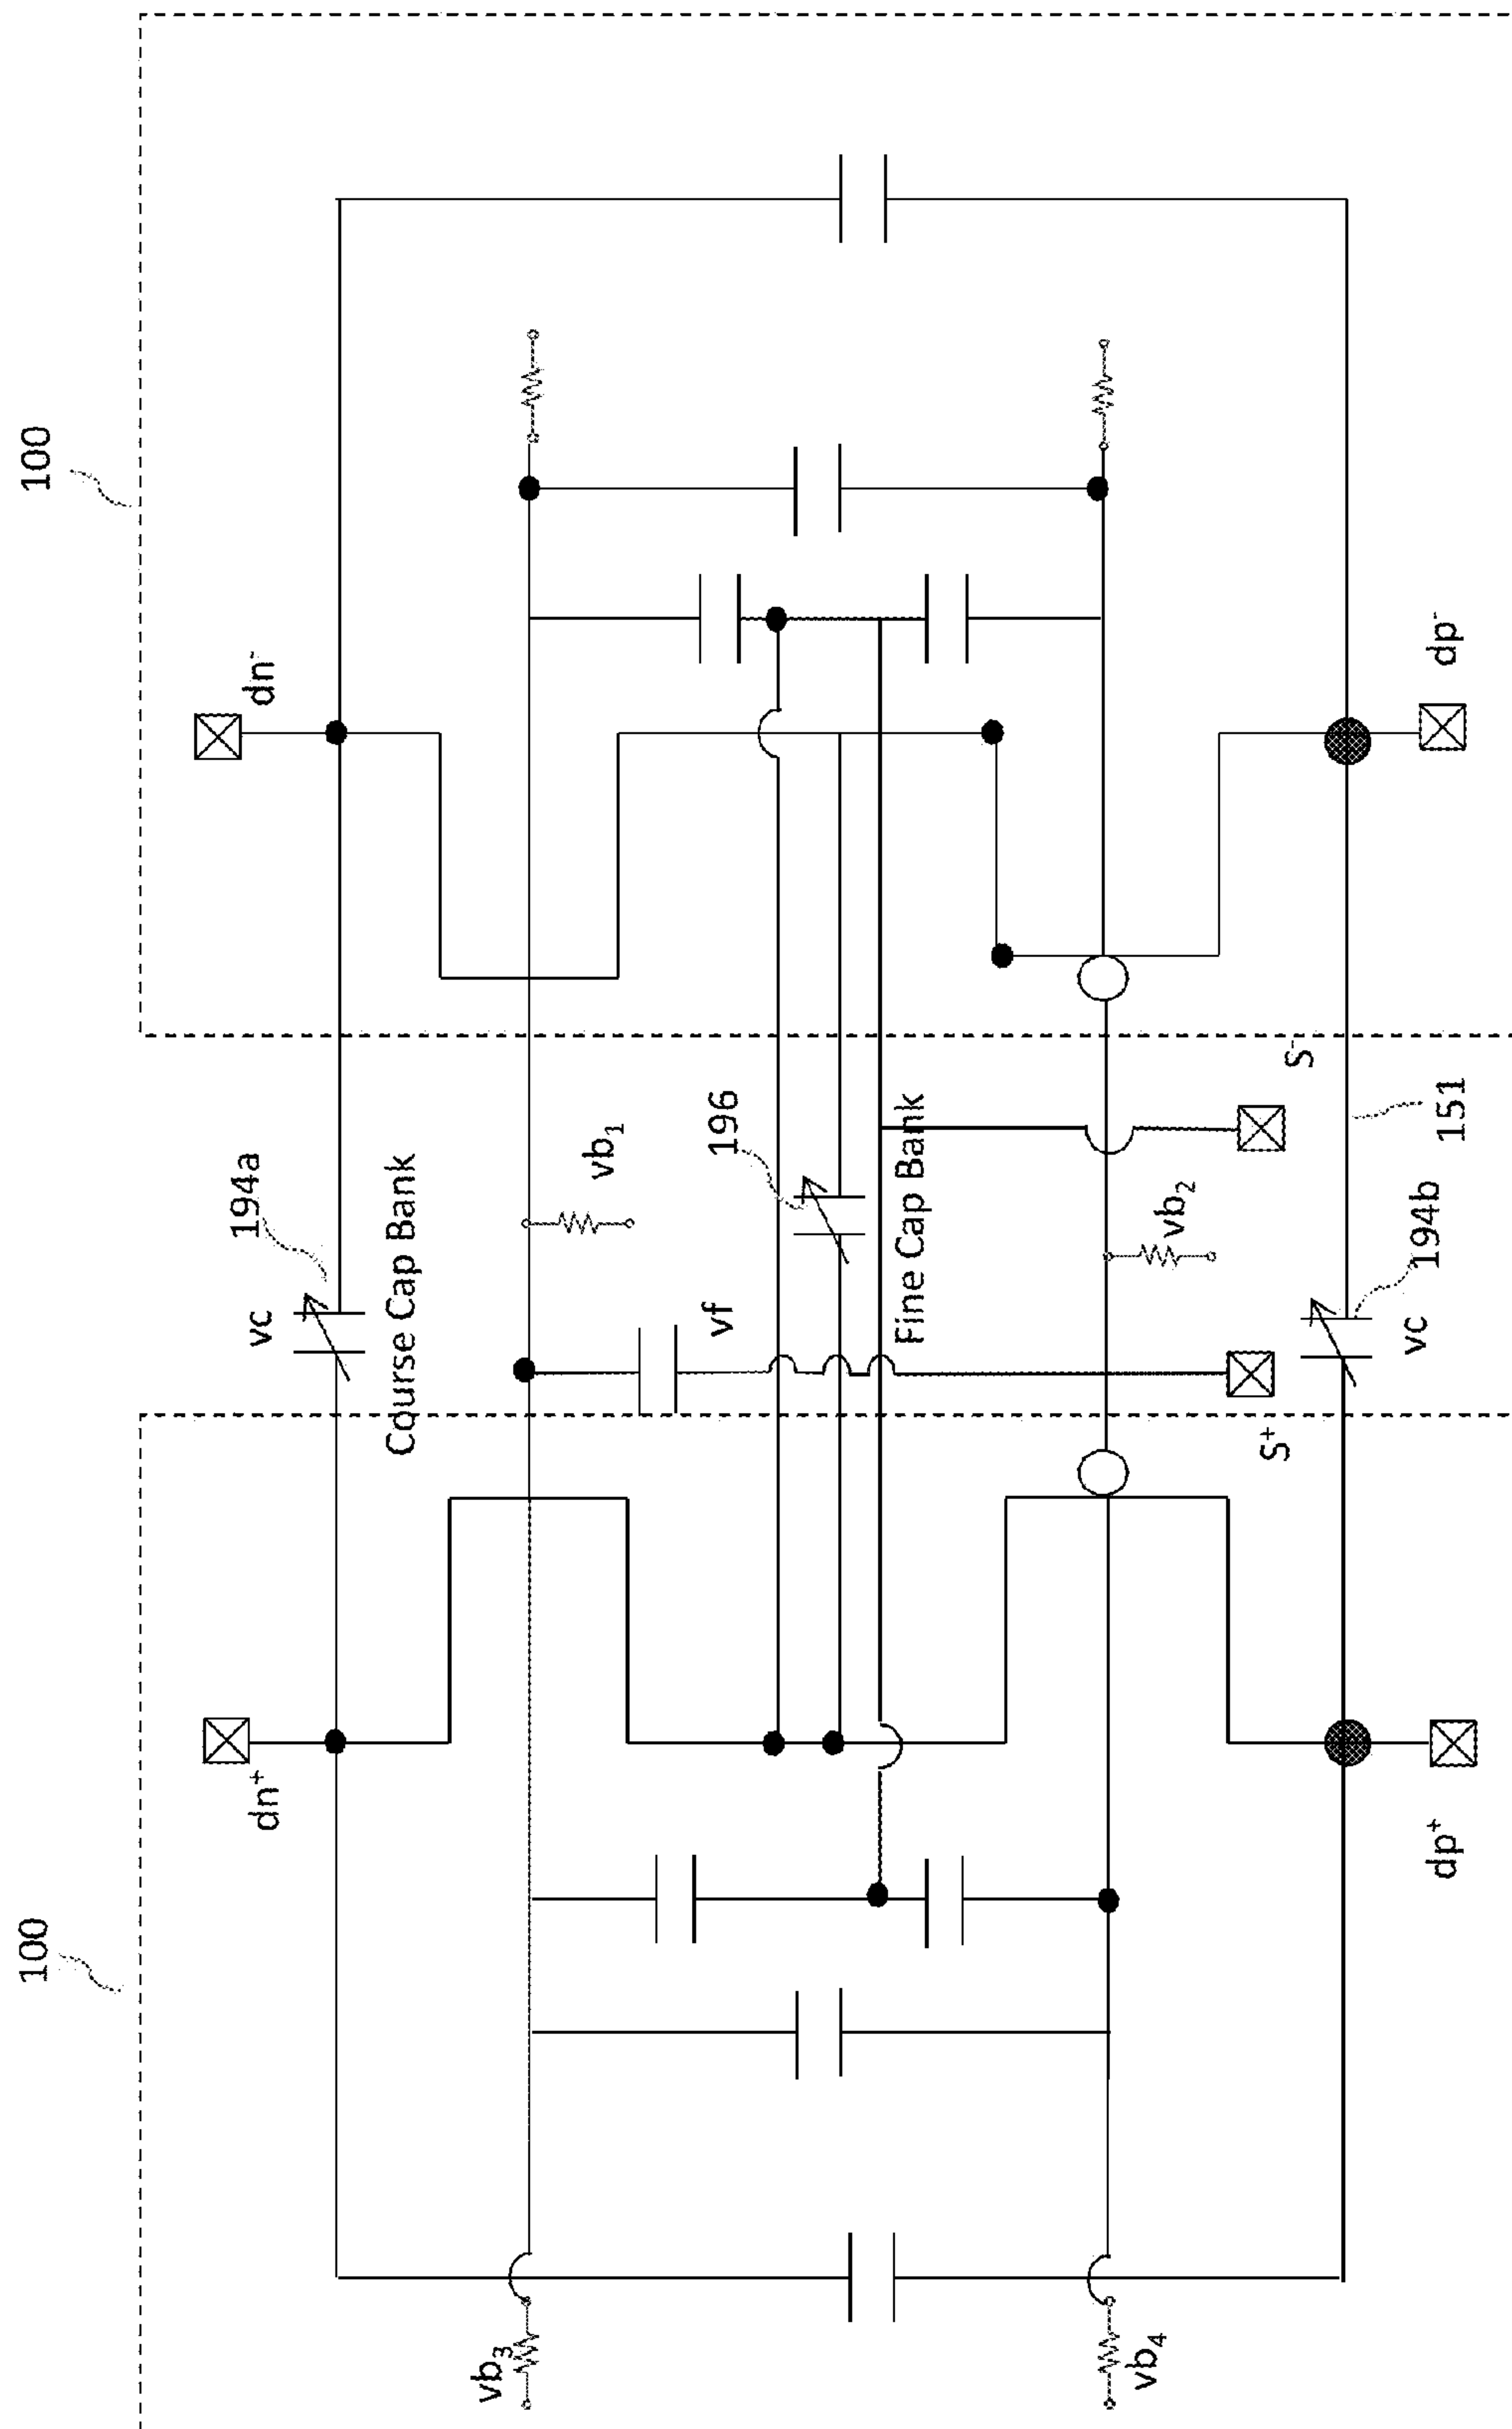 100
100
dn⁺
dn⁻
194a
vc
Course Cap Bank
vb₃
vb₁
vf
196
Fine Cap Bank
vb₄
vb₂
S⁺
S⁻
dp⁺
vc
194b
151
dp⁻